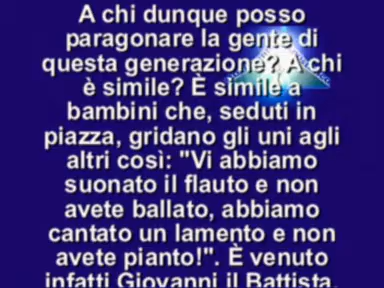 A chi dunque posso
paragonare la gente di
questa generazione? A chi
è simile? È simile a
bambini che, seduti in
piazza, gridano gli uni agli
altri così: "Vi abbiamo
suonato il flauto e non
avete ballato, abbiamo
cantato un lamento e non
avete pianto!". È venuto
infatti Giovanni il Battista,